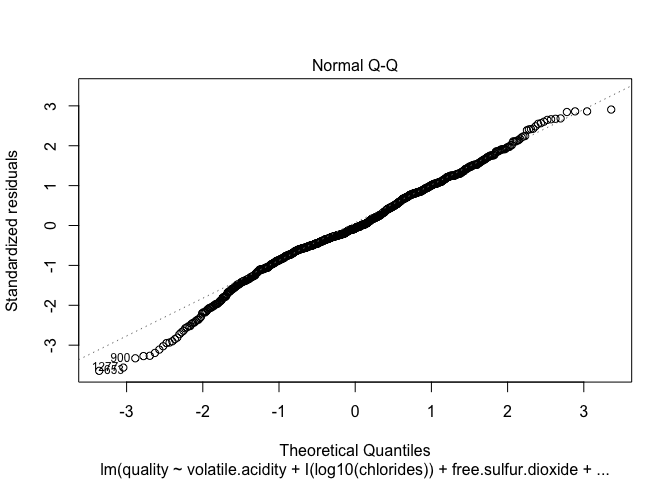 Normal Q-Q
Standardized residuals
3
2
1
0
-1
-2
-3
900
653
-3 -2 -1 0 1 2 3
Theoretical Quantiles
lm(quality ~ volatile.acidity + I(log10(chlorides)) + free.sulfur.dioxide + ...